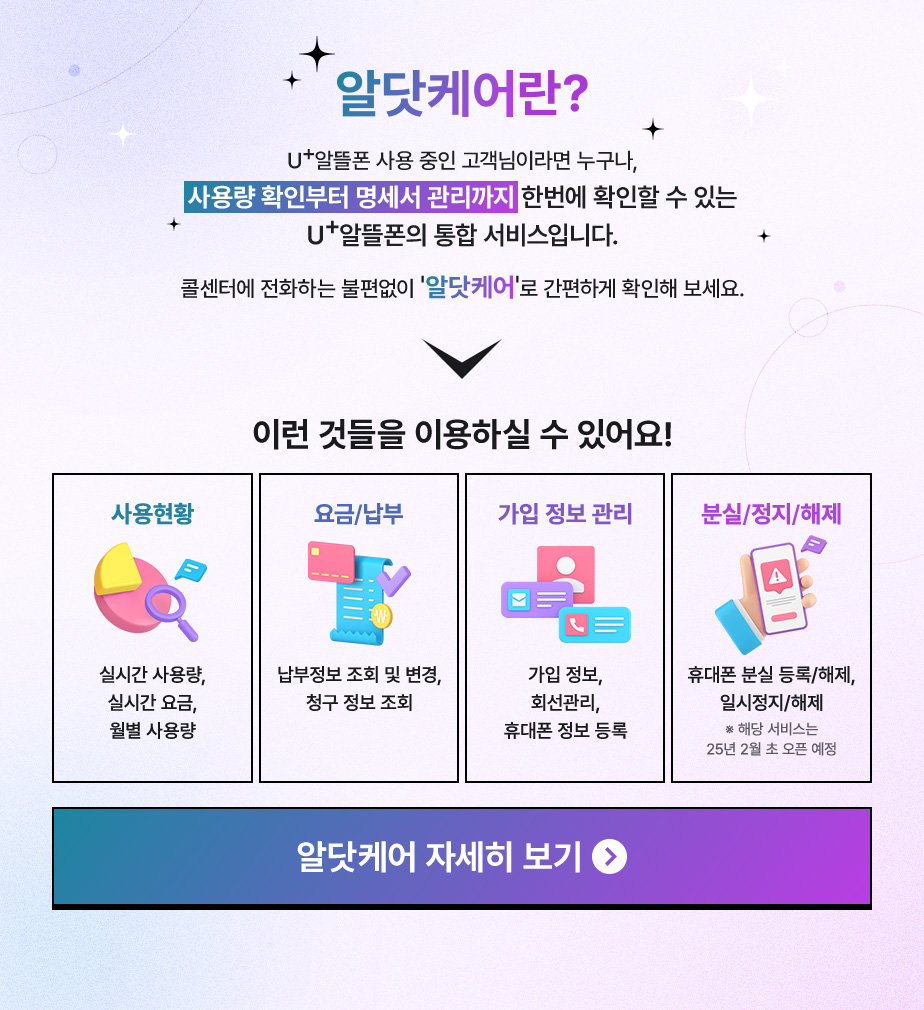 알닷케어란?
U+알뜰폰 사용 중인 고객님이라면 누구나,
사용량 확인부터 명세서 관리까지 한번에 확인할 수 있는
U+알뜰폰의 통합 서비스입니다.
콜센터에 전화하는 불편없이 '알닷케어'로 간편하게 확인해 보세요.
이런 것들을 이용하실 수 있어요!
사용현황
실시간 사용량,
실시간 요금,
월별 사용량
요금/납부
₩
납부정보 조회 및 변경,
청구 정보 조회
가입 정보 관리
가입 정보,
회선관리,
휴대폰 정보 등록
분실/정지/해제
휴대폰 분실 등록/해제,
일시정지/해제
※ 해당 서비스는
25년 2월 초 오픈 예정
알닷케어 자세히 보기